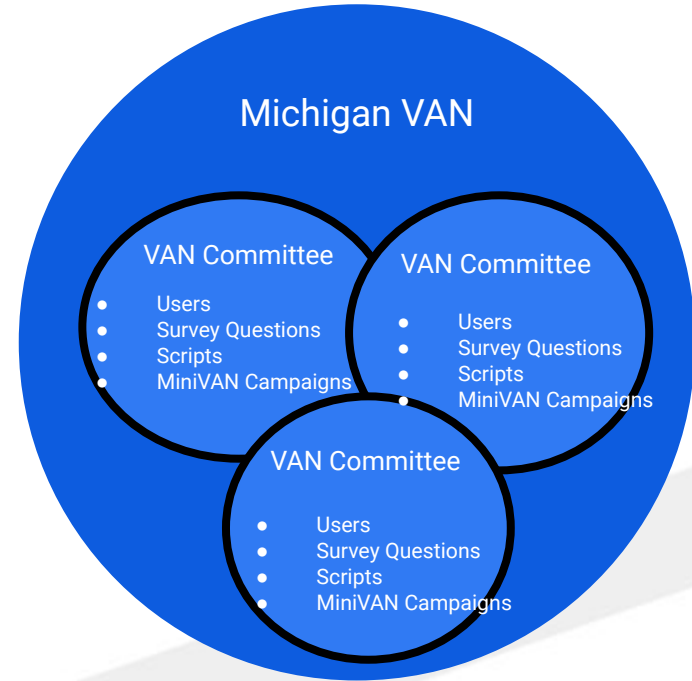 Michigan VAN
VAN Committee
● Users
● Survey Questions
● Scripts
● MiniVAN Campaigns
VAN Committee
● Users
● Survey Questions
● Scripts
● MiniVAN Campaigns
VAN Committee
● Users
● Survey Questions
● Scripts
● MiniVAN Campaigns